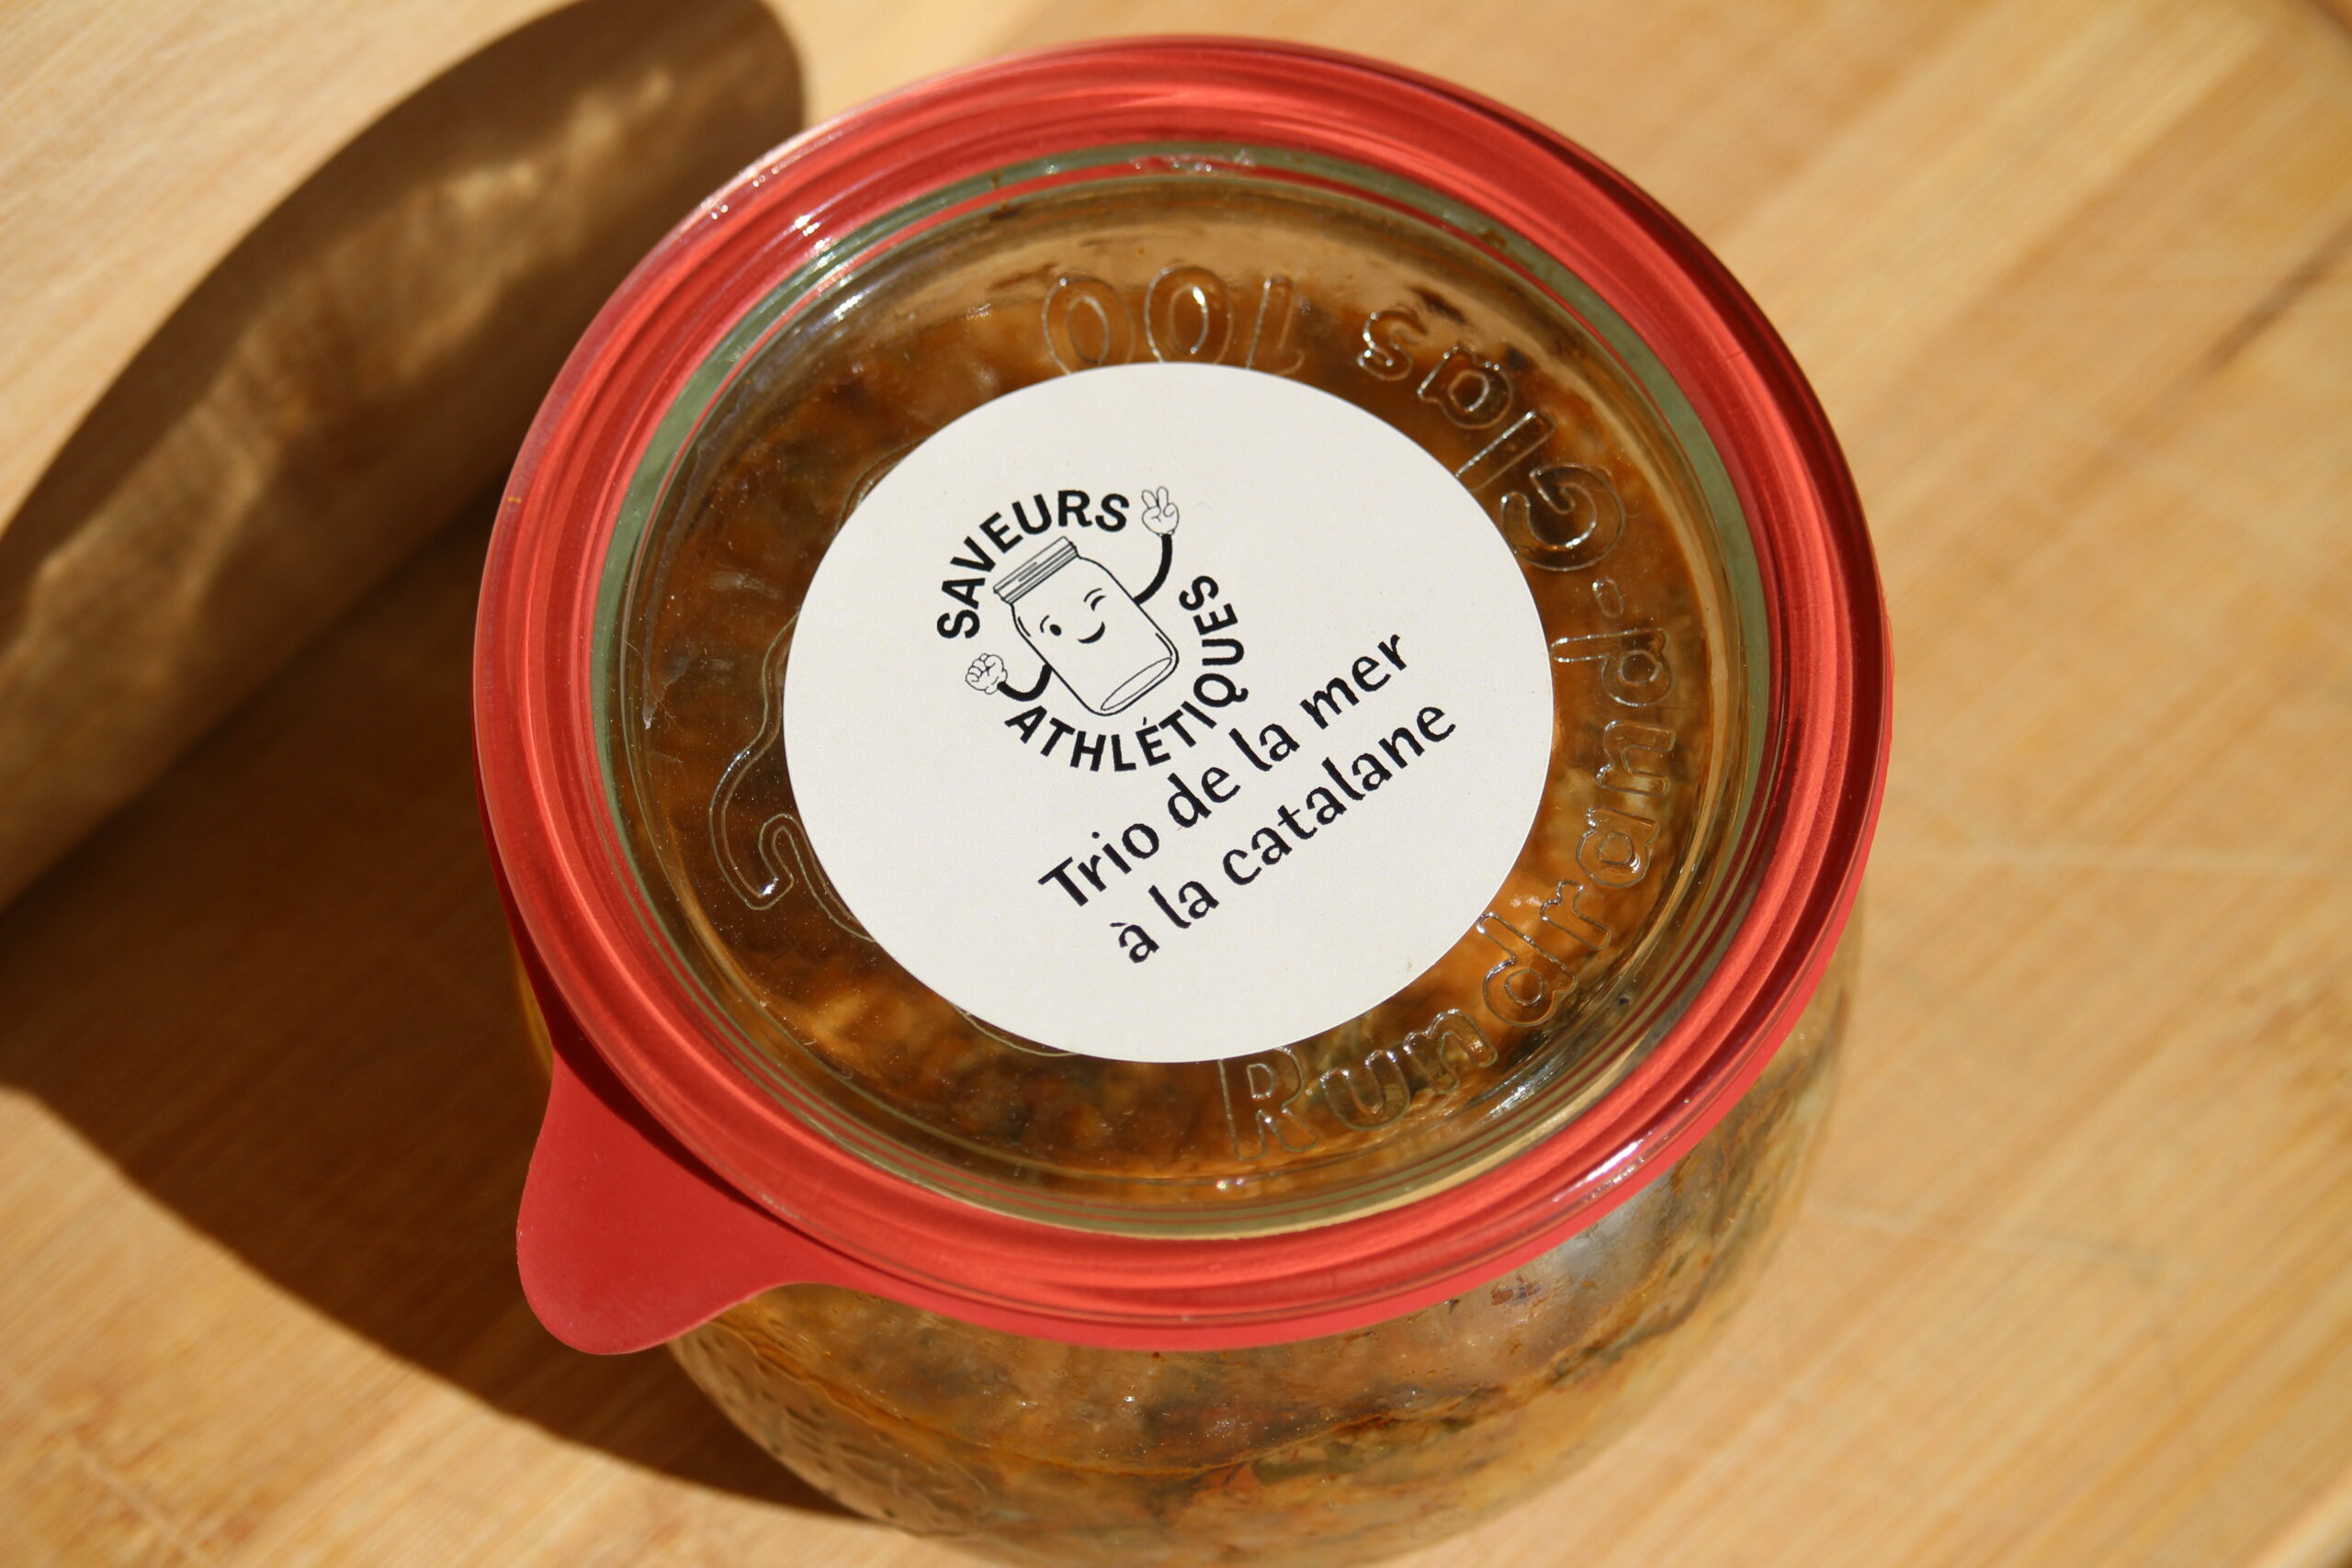 SAVEURS
ATHLÉTIQUES
Trio de la mer
à la catalane
Rundrand-Glas 100